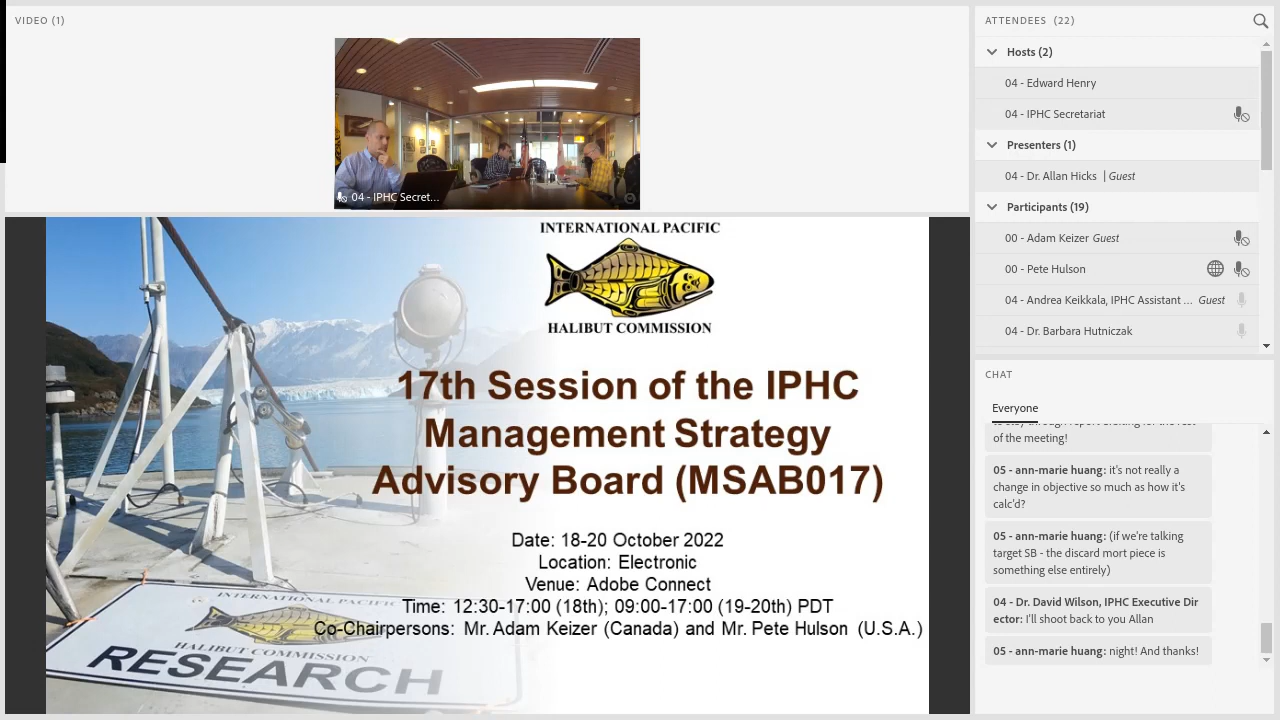 VIDEO (1)
04 - IPHC Secret...
INTERNATIONAL PACIFIC
HALIBUT COMMISSION
17th Session of the IPHC
Management Strategy
Advisory Board (MSAB017)
Date: 18-20 October 2022
Location: Electronic
Venue: Adobe Connect
Time: 12:30-17:00 (18th); 09:00-17:00 (19-20th) PDT
Co-Chairpersons: Mr. Adam Keizer (Canada) and Mr. Pete Hulson (U.S.A.)
INTERNATIONAL PACIFIC
HALIBUT COMMISSION
RESEARCH
ATTENDEES (22)
Hosts (2)
04 - Edward Henry
04 - IPHC Secretariat
Presenters (1)
04 - Dr. Allan Hicks | Guest
Participants (19)
00 - Adam Keizer Guest
00 - Pete Hulson
04 - Andrea Keikkala, IPHC Assistant ... Guest
04 - Dr. Barbara Hutniczak
CHAT
Everyone
of the meeting!
05 - ann-marie huang: it's not really a
change in objective so much as how it's
calc'd?
05 - ann-marie huang: (if we're talking
target SB - the discard mort piece is
something else entirely)
04 - Dr. David Wilson, IPHC Executive Dir
ector: I'll shoot back to you Allan
05 - ann-marie huang: night! And thanks!